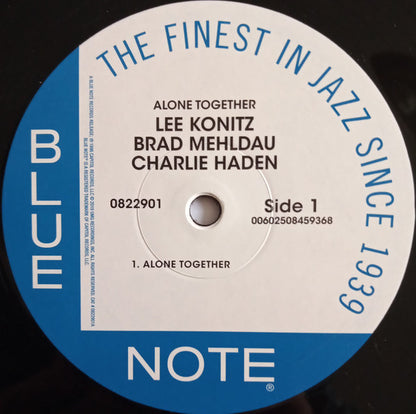 THE FINEST IN JAZZ SINCE 1939
ALONE TOGETHER
LEE KONITZ
BRAD MEHLDAU
CHARLIE HADEN
0822901
Side 1
00602508459368
1. ALONE TOGETHER
BLUE
NOTE®